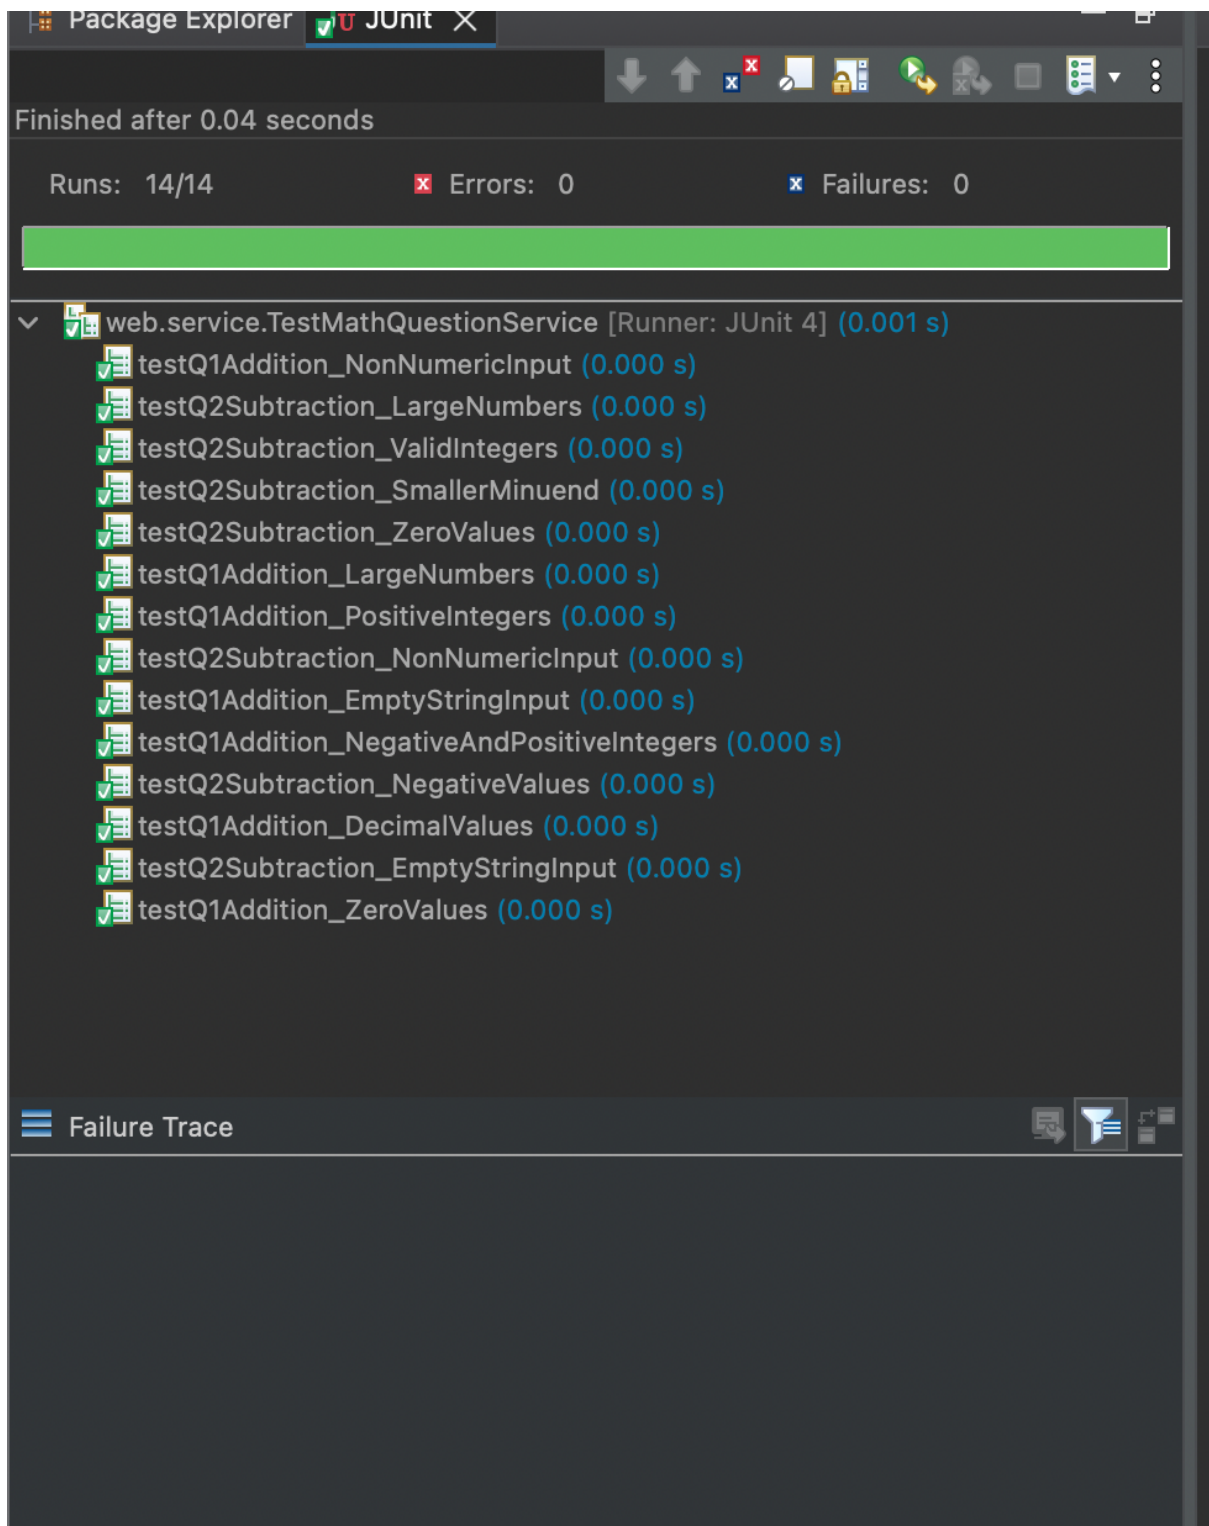 Package Explorer JUnit
Finished after 0.04 seconds
Runs: 14/14 Errors: 0 Failures: 0
web.service.TestMathQuestionService [Runner: JUnit 4] (0.001 s)
testQ1Addition_NonNumericInput (0.000 s)
testQ2Subtraction_LargeNumbers (0.000 s)
testQ2Subtraction_ValidIntegers (0.000 s)
testQ2Subtraction_SmallerMinuend (0.000 s)
testQ2Subtraction_ZeroValues (0.000 s)
testQ1Addition_LargeNumbers (0.000 s)
testQ1Addition_PositiveIntegers (0.000 s)
testQ2Subtraction_NonNumericInput (0.000 s)
testQ1Addition_EmptyStringInput (0.000 s)
testQ1Addition_NegativeAndPositiveIntegers (0.000 s)
testQ2Subtraction_NegativeValues (0.000 s)
testQ1Addition_DecimalValues (0.000 s)
testQ2Subtraction_EmptyStringInput (0.000 s)
testQ1Addition_ZeroValues (0.000 s)
Failure Trace